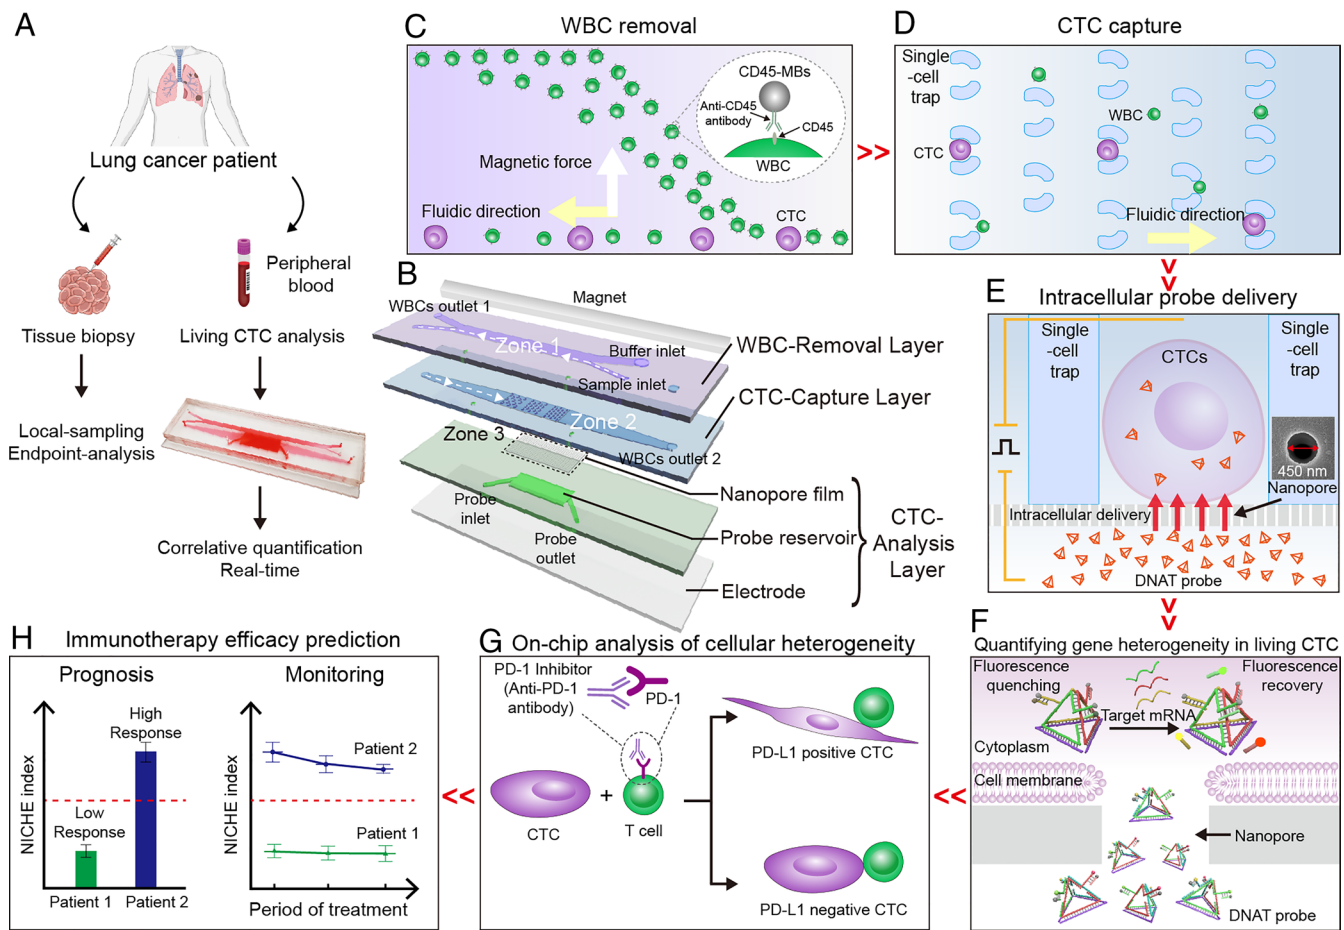 A
Lung cancer patient
Peripheral
blood
Tissue biopsy
Living CTC analysis
Local-sampling
Endpoint-analysis
Correlative quantification
Real-time
C
WBC removal
CD45-MBs
Anti-CD45
antibody
CD45
WBC
Magnetic force
Fluidic direction
CTC
D
CTC capture
Single
-cell
trap
WBC
CTC
Fluidic direction
B
Magnet
WBCs outlet 1
Zone 1
Buffer inlet
Sample inlet
WBC-Removal Layer
CTC-Capture Layer
Zone 2
Zone 3
WBCs outlet 2
Nanopore film
Probe
inlet
Probe reservoir
Probe
outlet
Electrode
CTC-
Analysis
Layer
E
Intracellular probe delivery
Single
-cell
trap
CTCs
Single
-cell
trap
450 nm
Nanopore
Intracellular delivery
DNAT probe
F
Quantifying gene heterogeneity in living CTC
Fluorescence
quenching
Fluorescence
recovery
Target mRNA
Cytoplasm
Cell membrane
Nanopore
DNAT probe
G
On-chip analysis of cellular heterogeneity
PD-1 Inhibitor
(Anti-PD-1
antibody)
PD-1
CTC
+
T cell
PD-L1 positive CTC
PD-L1 negative CTC
H
Immunotherapy efficacy prediction
Prognosis
NICHE index
High
Response
Low
Response
Patient 1
Patient 2
Monitoring
NICHE index
Patient 2
Patient 1
Period of treatment